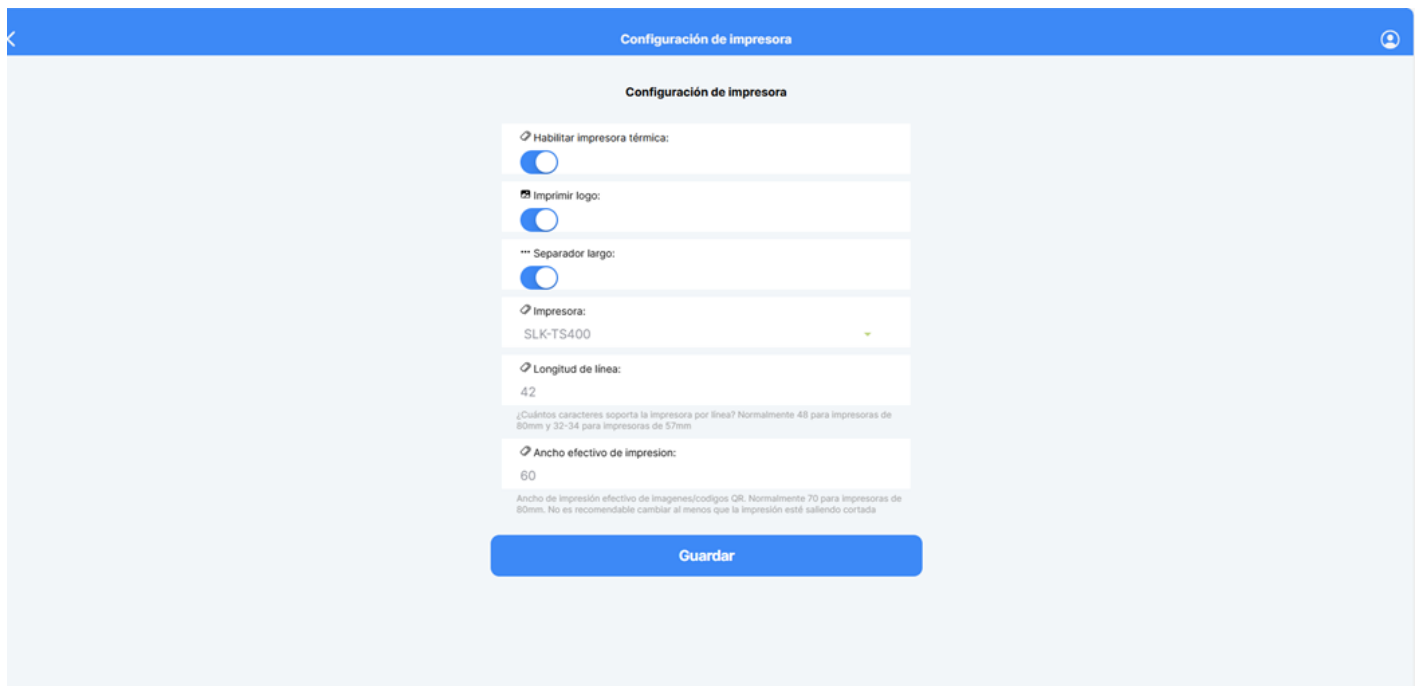 Configuración de impresora
Configuración de impresora
Habilitar impresora térmica:
Imprimir logo:
Separador largo:
Impresora:
SLK-TS400
Longitud de línea:
42
¿Cuántos caracteres soporta la impresora por línea? Normalmente 48 para impresoras de
80mm y 32-34 para impresoras de 57mm
Ancho efectivo de impresion:
60
Ancho de impresión efectivo de imagenes/codigos QR. Normalmente 70 para impresoras de
80mm. No es recomendable cambiar al menos que la impresión esté saliendo cortada
Guardar